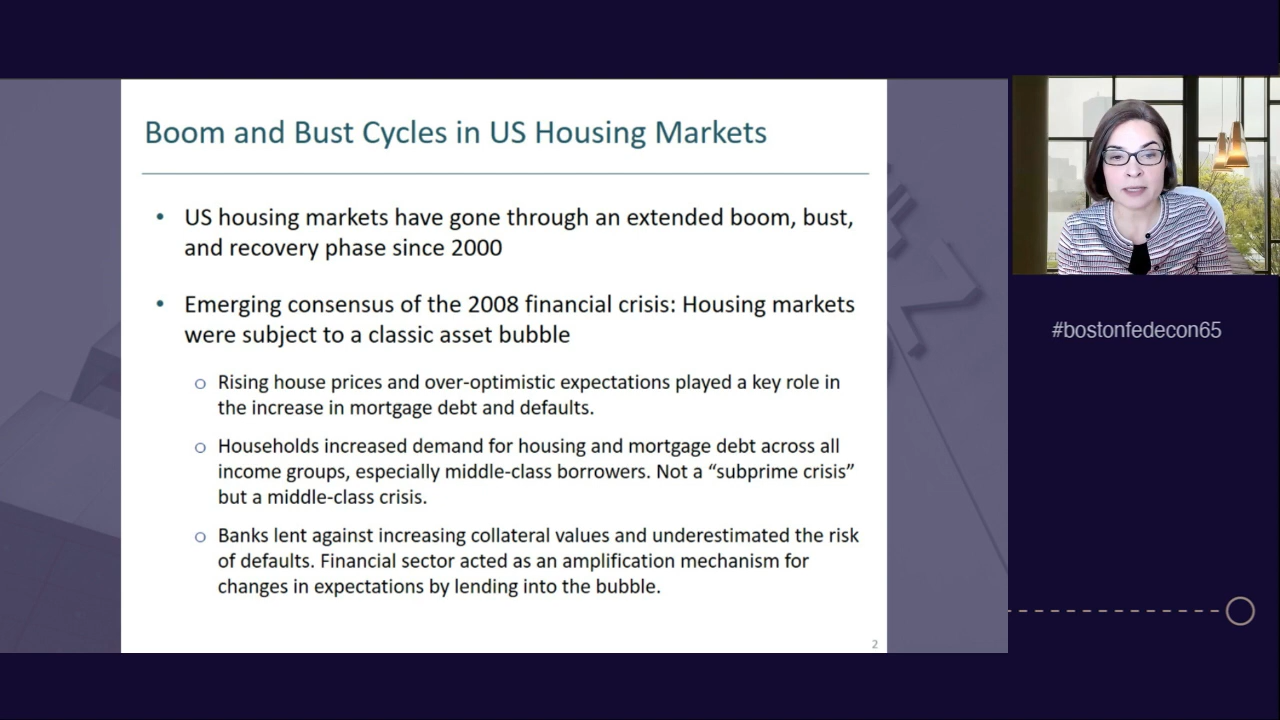 Boom and Bust Cycles in US Housing Markets
• US housing markets have gone through an extended boom, bust,
and recovery phase since 2000
• Emerging consensus of the 2008 financial crisis: Housing markets
were subject to a classic asset bubble
o Rising house prices and over-optimistic expectations played a key role in
the increase in mortgage debt and defaults.
o Households increased demand for housing and mortgage debt across all
income groups, especially middle-class borrowers. Not a “subprime crisis”
but a middle-class crisis.
o Banks lent against increasing collateral values and underestimated the risk
of defaults. Financial sector acted as an amplification mechanism for
changes in expectations by lending into the bubble.
2
#bostonfedecon65